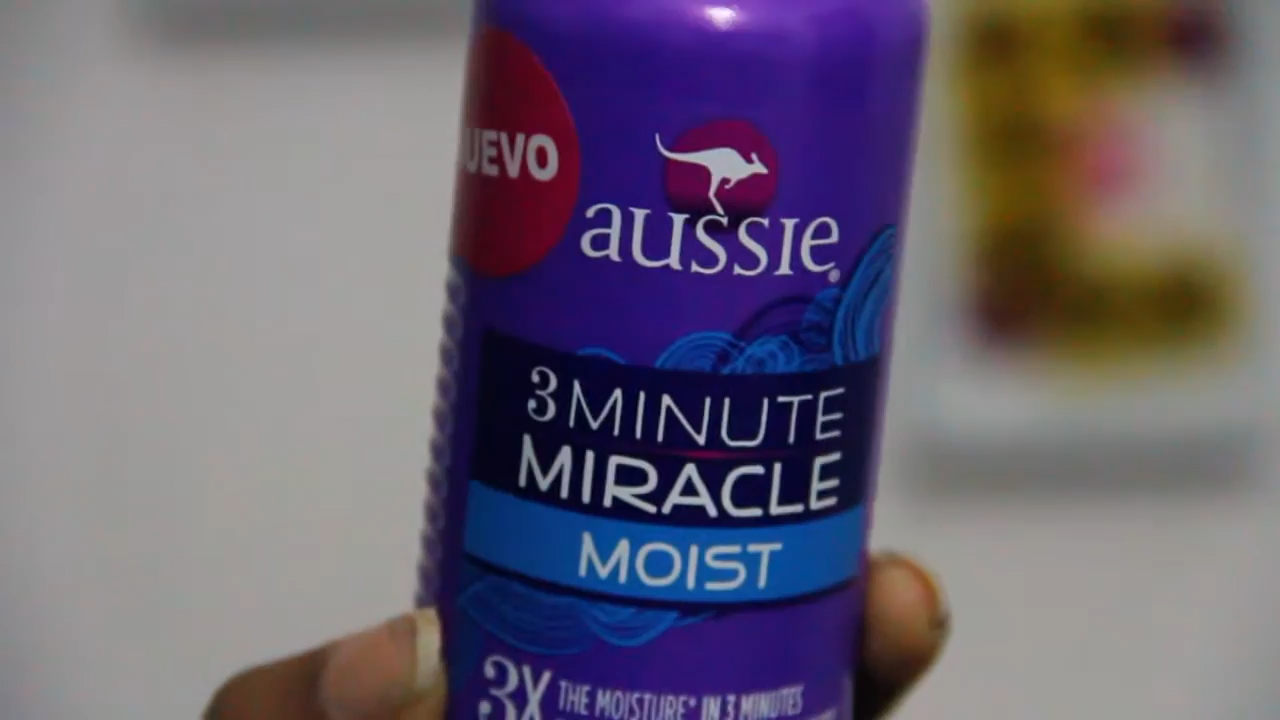 UEVO
aussie®
3 MINUTE
MIRACLE
MOIST
3X THE MOISTURE* IN 3 MINUTES